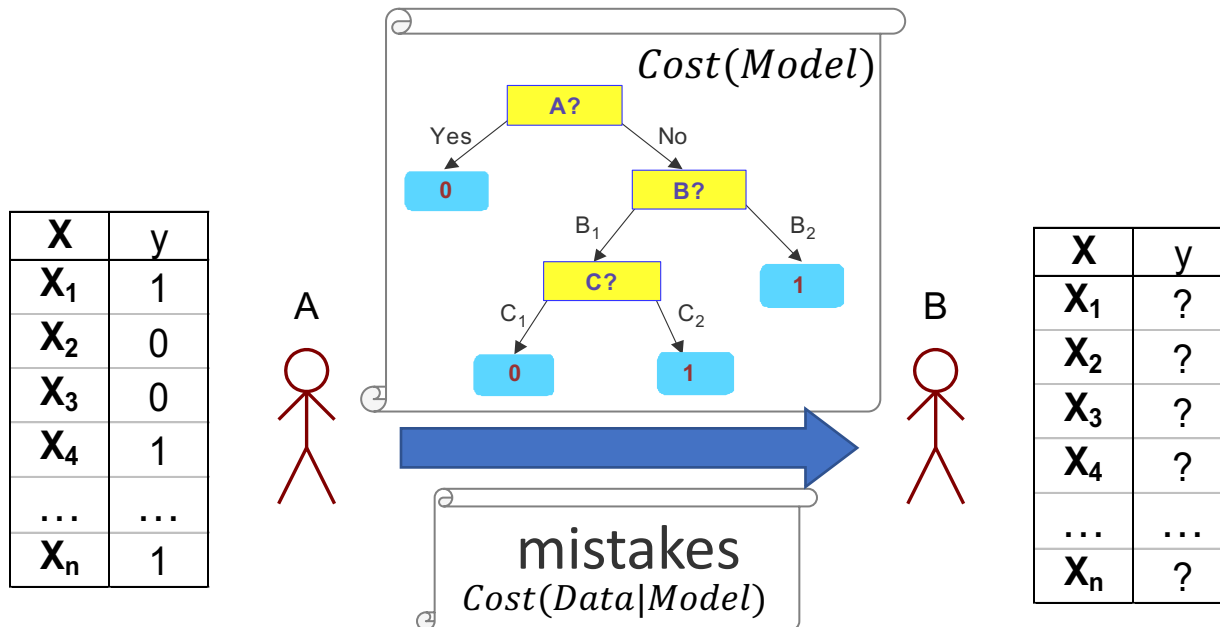 Cost(Model)
A?
Yes No
0 B?
B₁ B₂
C? 1
C₁ C₂
0 1
X y
X₁ 1
X₂ 0
X₃ 0
X₄ 1
… …
Xₙ 1
A
B
X y
X₁ ?
X₂ ?
X₃ ?
X₄ ?
… …
Xₙ ?
mistakes
Cost(Data|Model)